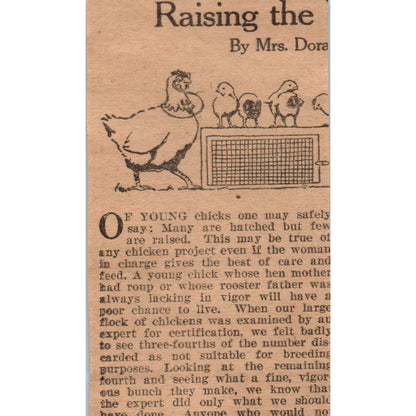 Raising the
By Mrs. Dora
OF YOUNG chicks one may safely
say: Many are hatched but few
are raised. This may be true of
any chicken project even if the woman
in charge gives the best of care and
feed. A young chick whose hen mother
had roup or whose rooster father was
always lacking in vigor will have a
poor chance to live. When our large
flock of chickens was examined by an
expert for certification, we felt badly
to see three-fourths of the number dis-
carded as not suitable for breeding
purposes. Looking at the remaining
fourth and seeing what a fine, vigor-
ous bunch they make, we know that
the expert did only what we should
have done. Anyone who would not